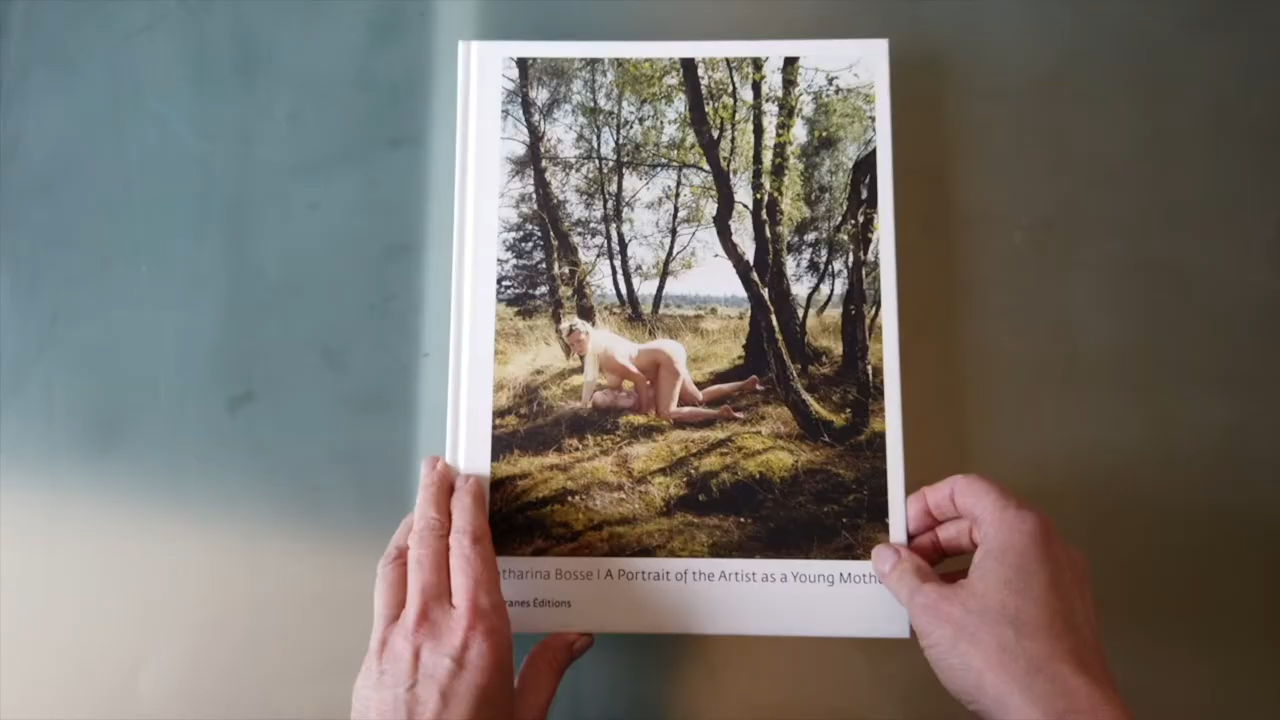 tharina Bosse | A Portrait of the Artist as a Young Moth
ranes Éditions